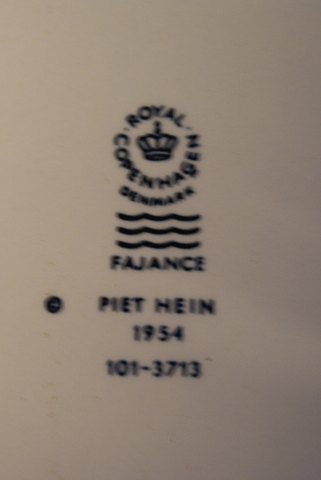 ROYAL
COPENHAGEN
DENMARK
FAJANCE
© PIET HEIN
1954
101-3713